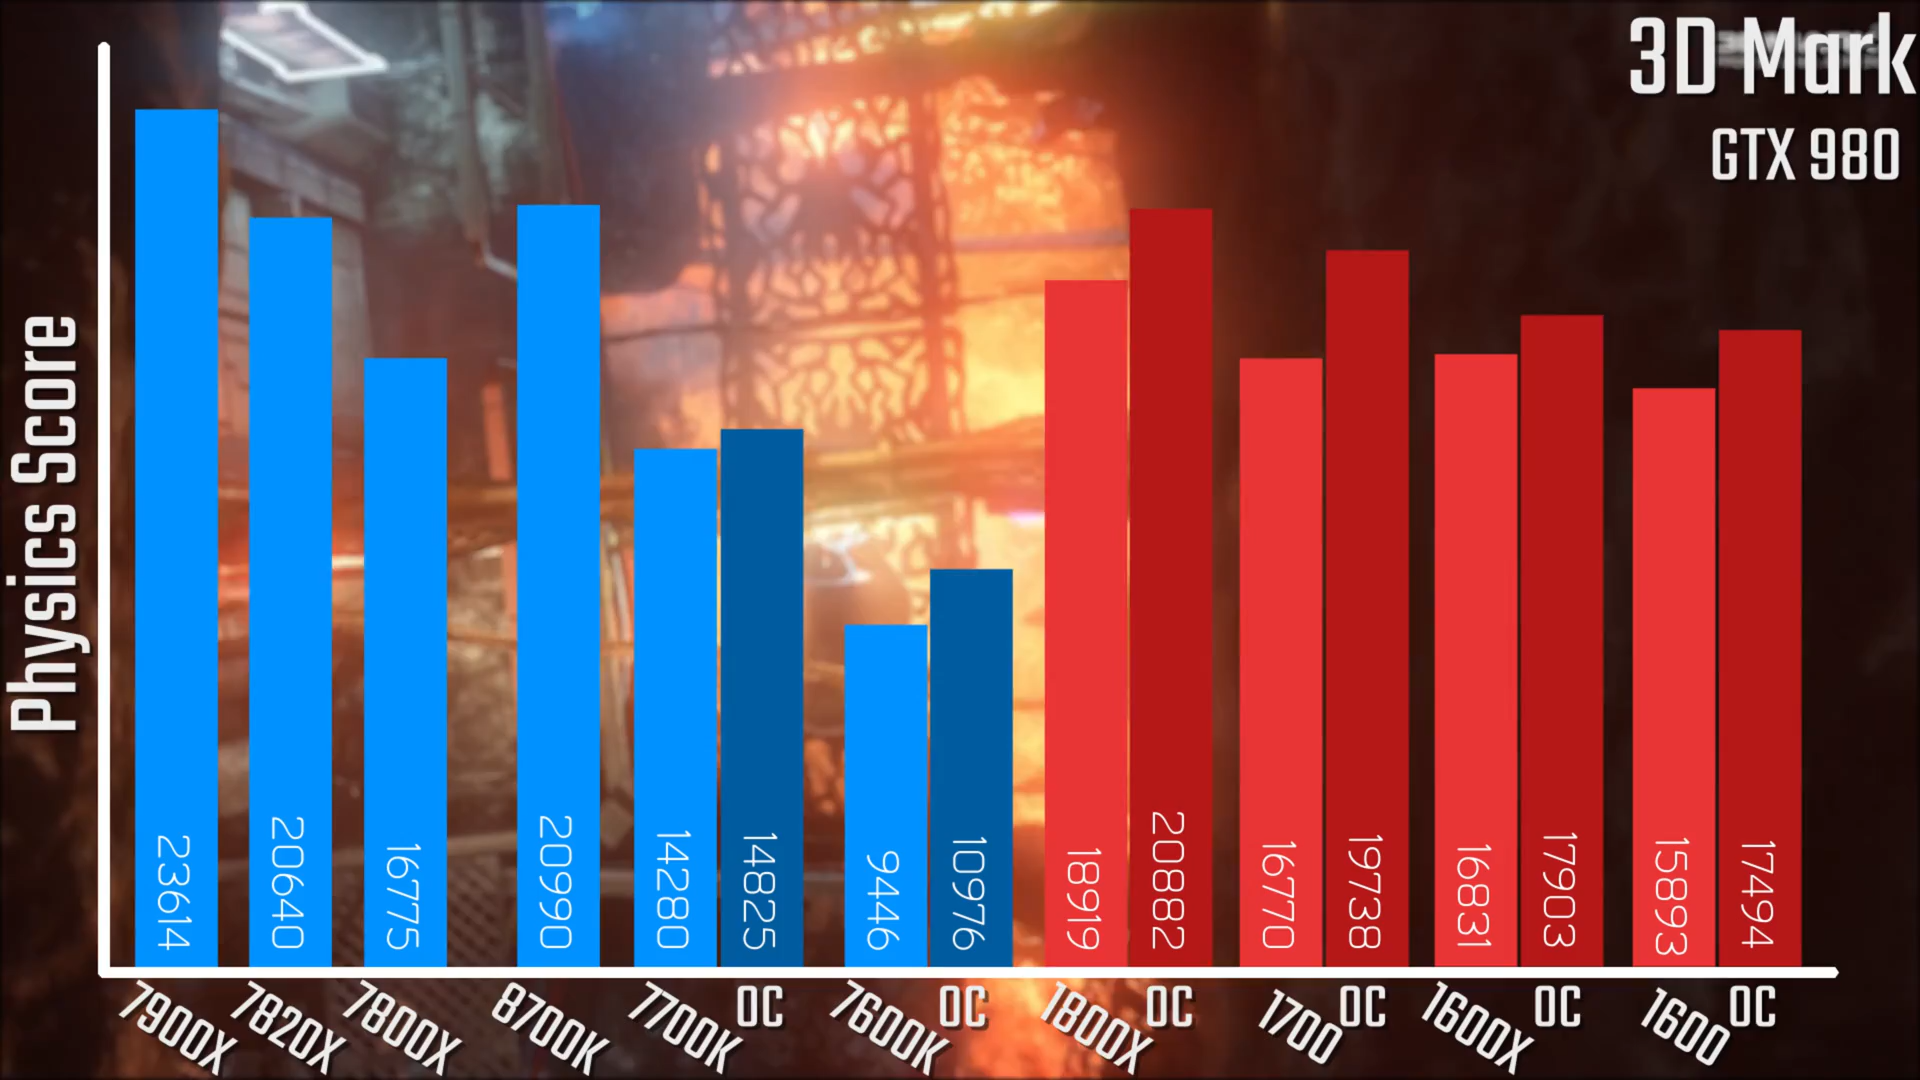 3D Mark
GTX 980
Physics Score
23614
20640
16775
20990
14280
14825
9446
10976
18919
20882
16770
19738
16831
17903
15893
17494
7900X
7820X
7800X
8700K
7700K
OC
7600K
OC
1800X
OC
1700
OC
1600X
OC
1600
OC